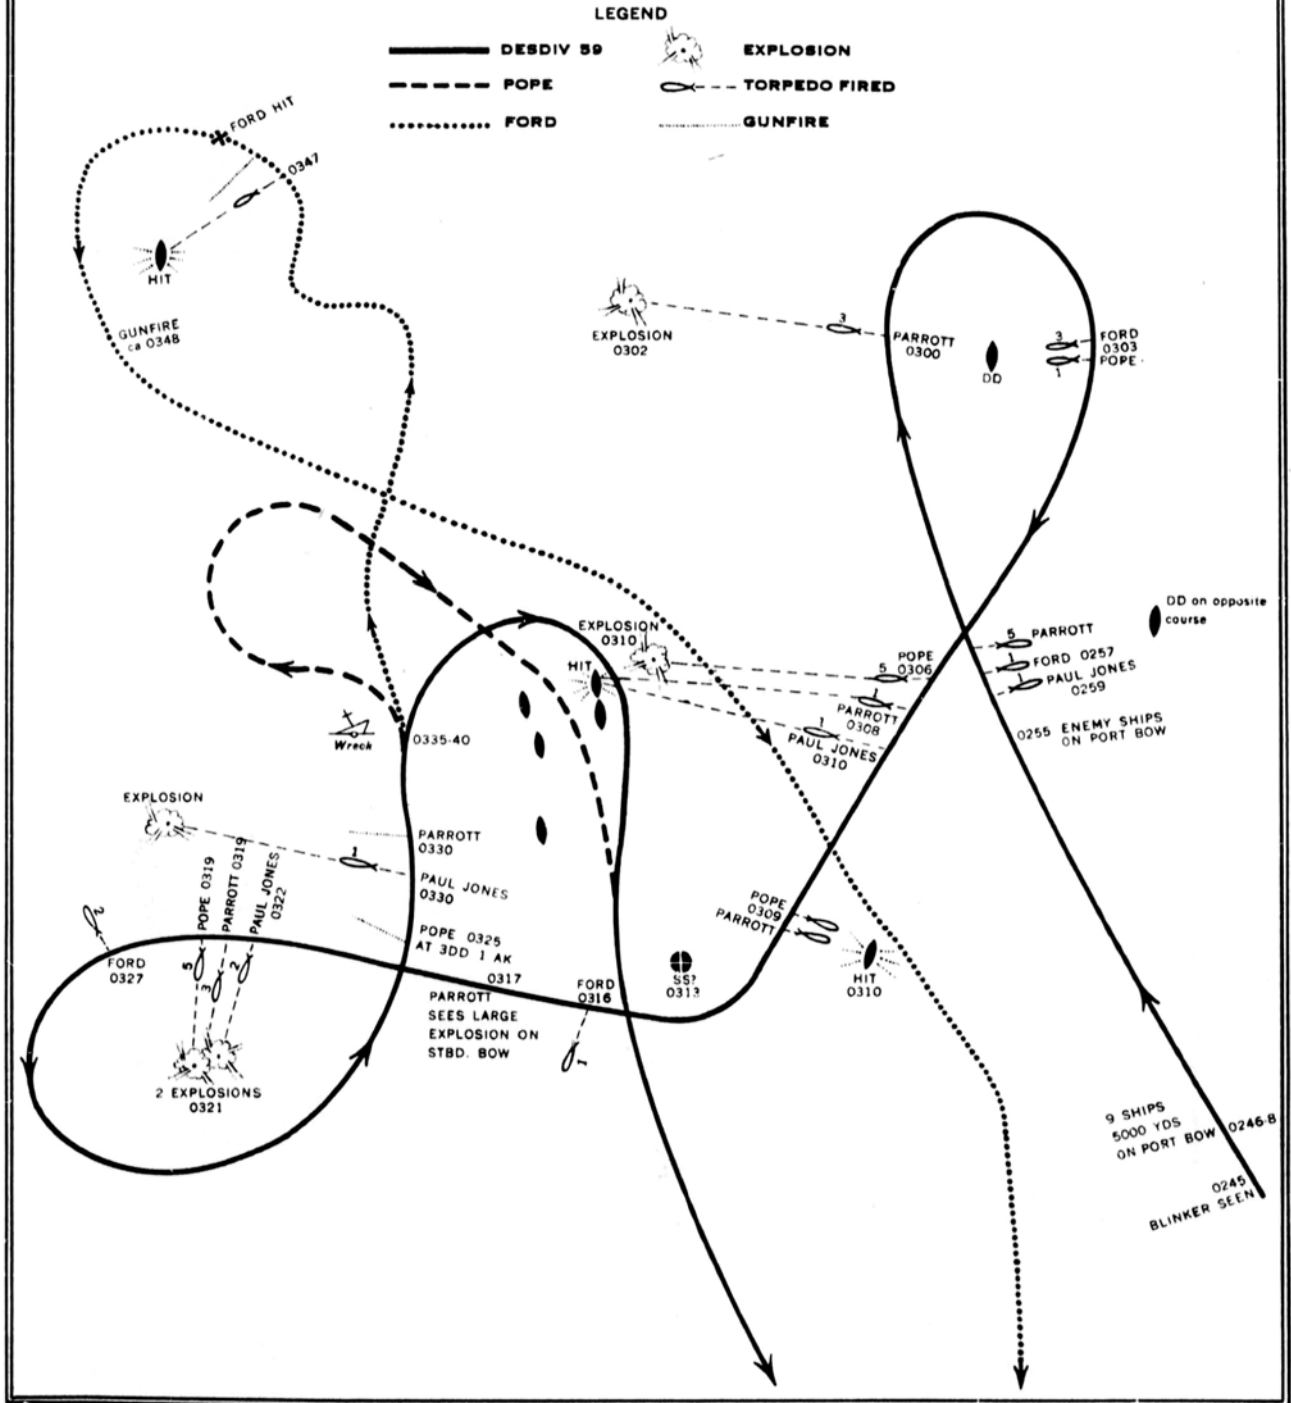 LEGEND
DESDIV 59
EXPLOSION
POPE
TORPEDO FIRED
FORD
GUNFIRE
FORD HIT
0347
HIT
GUNFIRE
ca 0348
EXPLOSION
0302
3
PARROTT
0300
DD
3
FORD
0303
POPE
1
DD on opposite
course
5
PARROTT
1
FORD 0257
1
PAUL JONES
0259
0255 ENEMY SHIPS
ON PORT BOW
EXPLOSION
0310
HIT
5
POPE
0306
1
PARROTT
0308
1
PAUL JONES
0310
Wreck
0335-40
EXPLOSION
1
PARROTT
0330
PAUL JONES
0330
POPE 0325
AT 3DD 1 AK
POPE 0319
PARROTT 0319
PAUL JONES
0322
2
FORD
0327
5
3
2
2 EXPLOSIONS
0321
0317
PARROTT
SEES LARGE
EXPLOSION ON
STBD. BOW
FORD
0316
1
SS?
0313
POPE
0309
PARROTT
HIT
0310
9 SHIPS
5000 YDS
ON PORT BOW
0246-8
0245
BLINKER SEEN